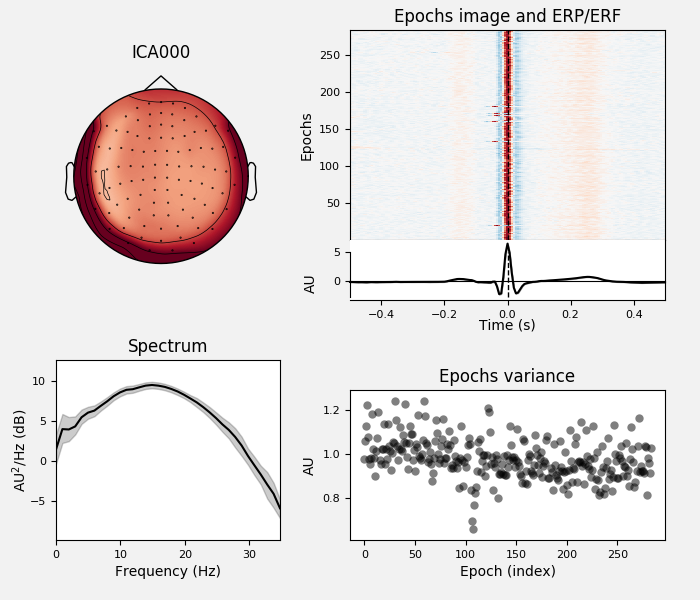 ICA000
Epochs image and ERP/ERF
Epochs
250
200
150
100
50
AU
5
0
−0.4 −0.2 0.0 0.2 0.4
Time (s)
Spectrum
AU²/Hz (dB)
10
5
0
−5
0 10 20 30
Frequency (Hz)
Epochs variance
AU
1.2
1.0
0.8
0 50 100 150 200 250
Epoch (index)